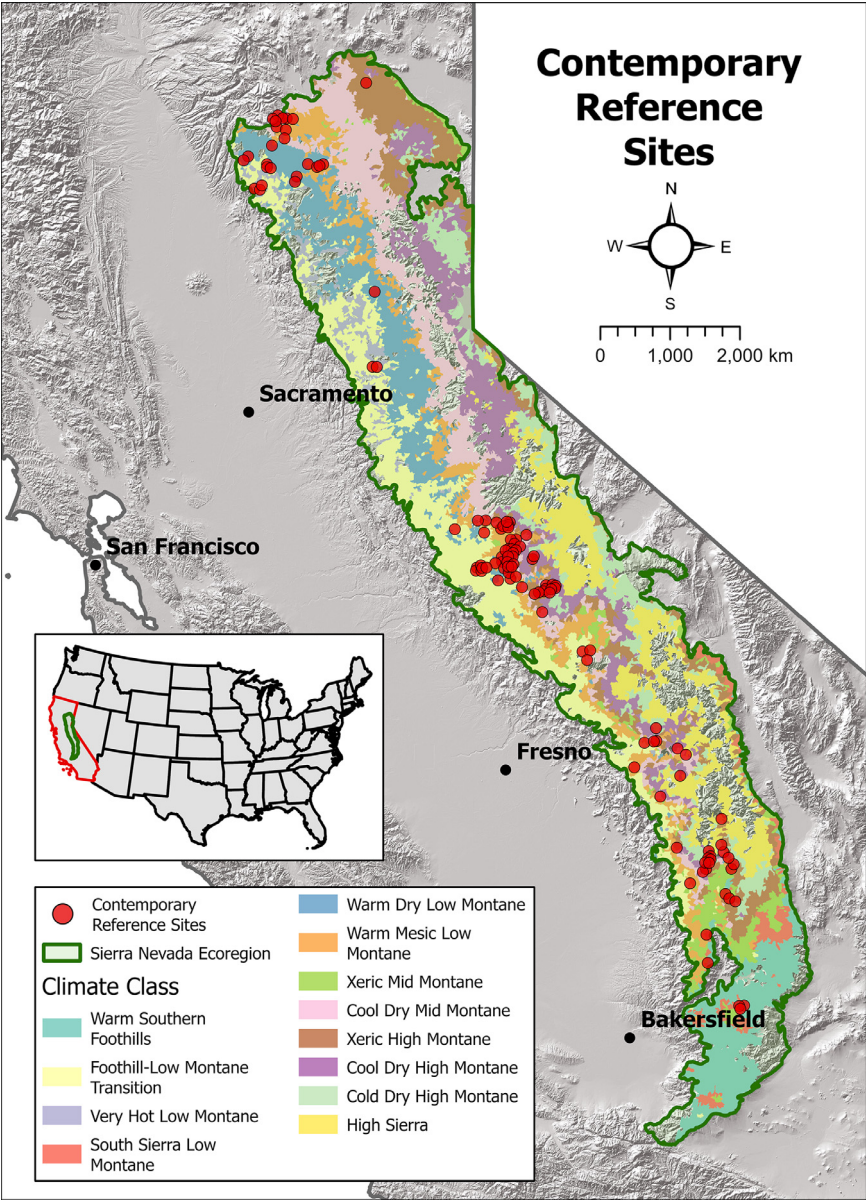 Contemporary
Reference
Sites
N
W
E
S
0
1,000
2,000 km
Sacramento
San Francisco
Fresno
Bakersfield
Contemporary
Reference Sites
Sierra Nevada Ecoregion
Climate Class
Warm Southern
Foothills
Foothill-Low Montane
Transition
Very Hot Low Montane
South Sierra Low
Montane
Warm Dry Low Montane
Warm Mesic Low
Montane
Xeric Mid Montane
Cool Dry Mid Montane
Xeric High Montane
Cool Dry High Montane
Cold Dry High Montane
High Sierra